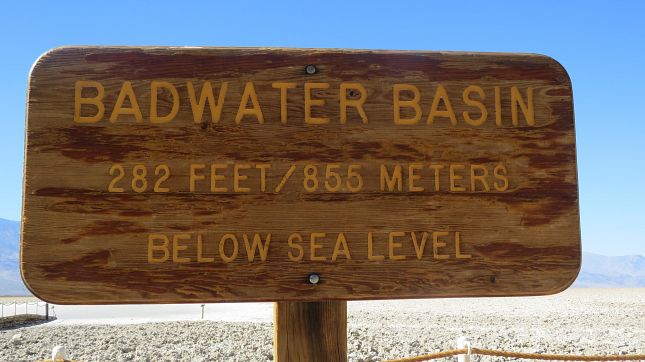 BADWATER BASIN
282 FEET/855 METERS
BELOW SEA LEVEL